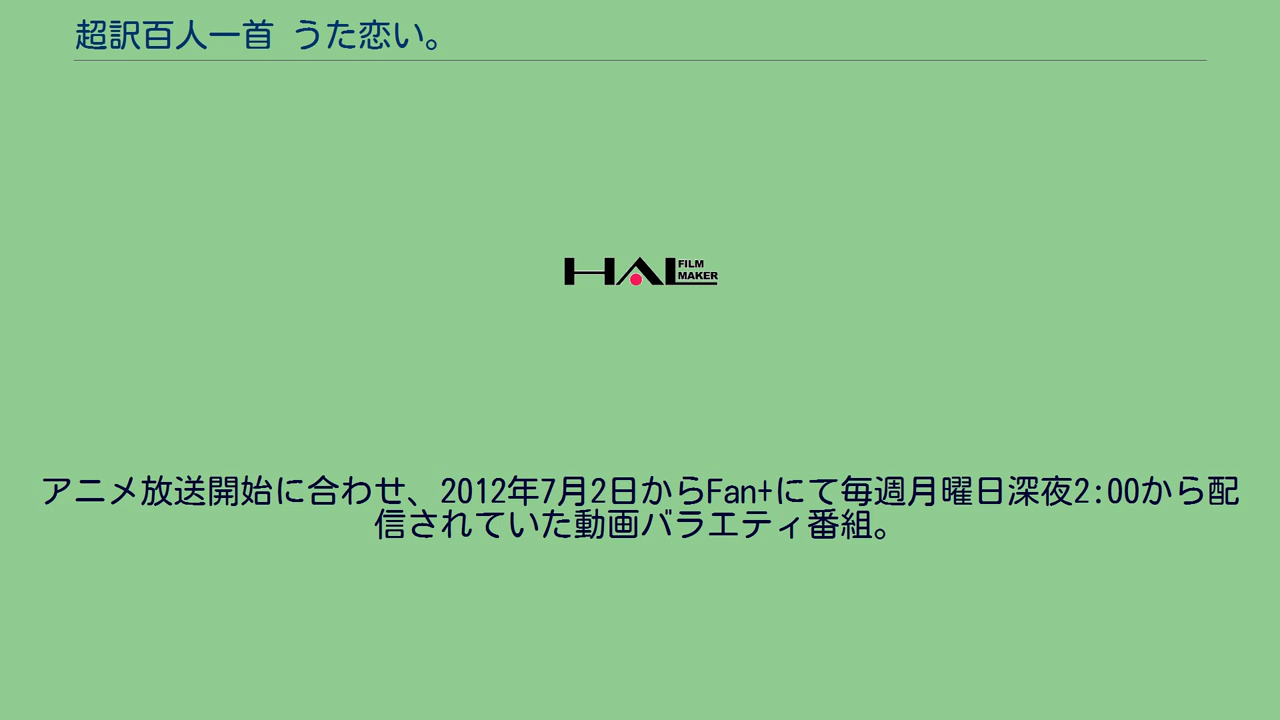 超訳百人一首 うた恋い。
HAL FILM MAKER
アニメ放送開始に合わせ、2012年7月2日からFan+にて毎週月曜日深夜2:00から配
信されていた動画バラエティ番組。